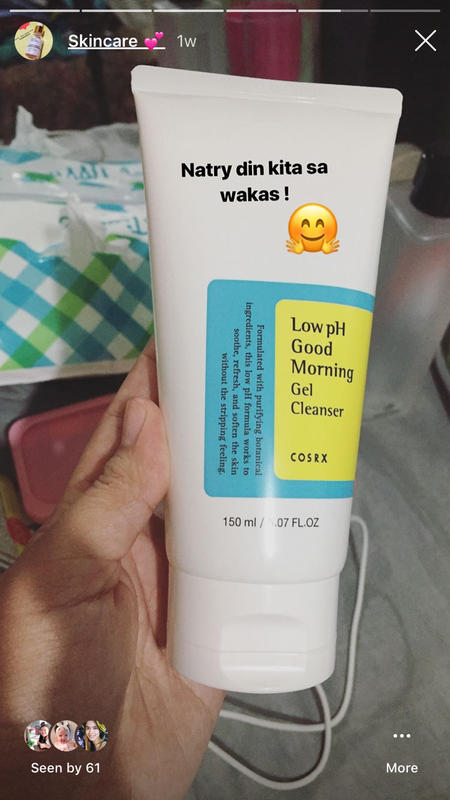 Skincare 💕 1w
Natry din kita sa
wakas !
🤗
Low pH
Good
Morning
Gel
Cleanser
COSRX
Formulated with purifying botanical
ingredients, this low pH formula works to
soothe, refresh, and soften the skin
without the stripping feeling.
150 ml / .07 FL.OZ
Seen by 61
More